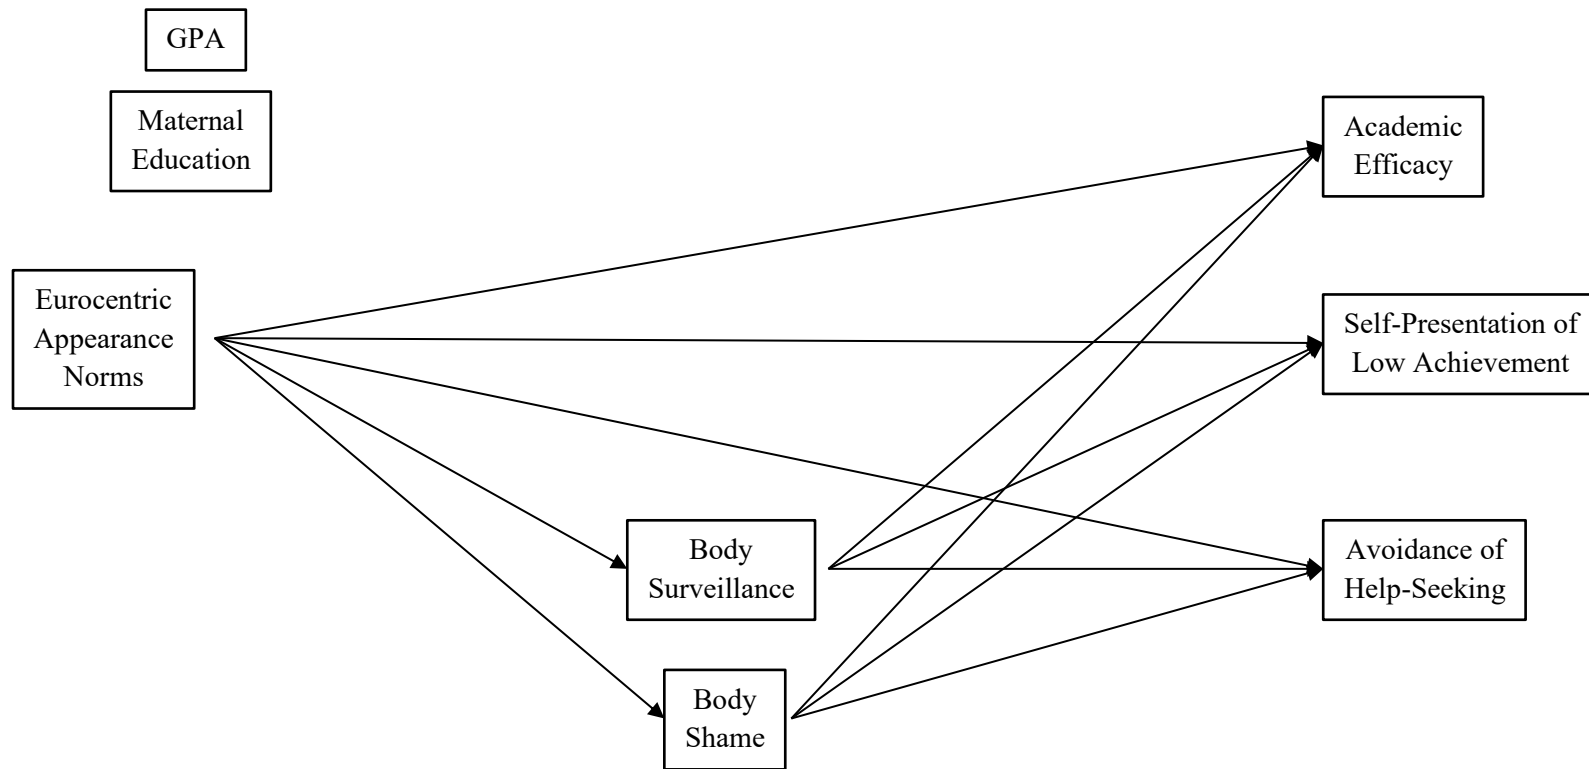 GPA
Maternal
Education
Eurocentric
Appearance
Norms
Body
Surveillance
Body
Shame
Academic
Efficacy
Self-Presentation of
Low Achievement
Avoidance of
Help-Seeking